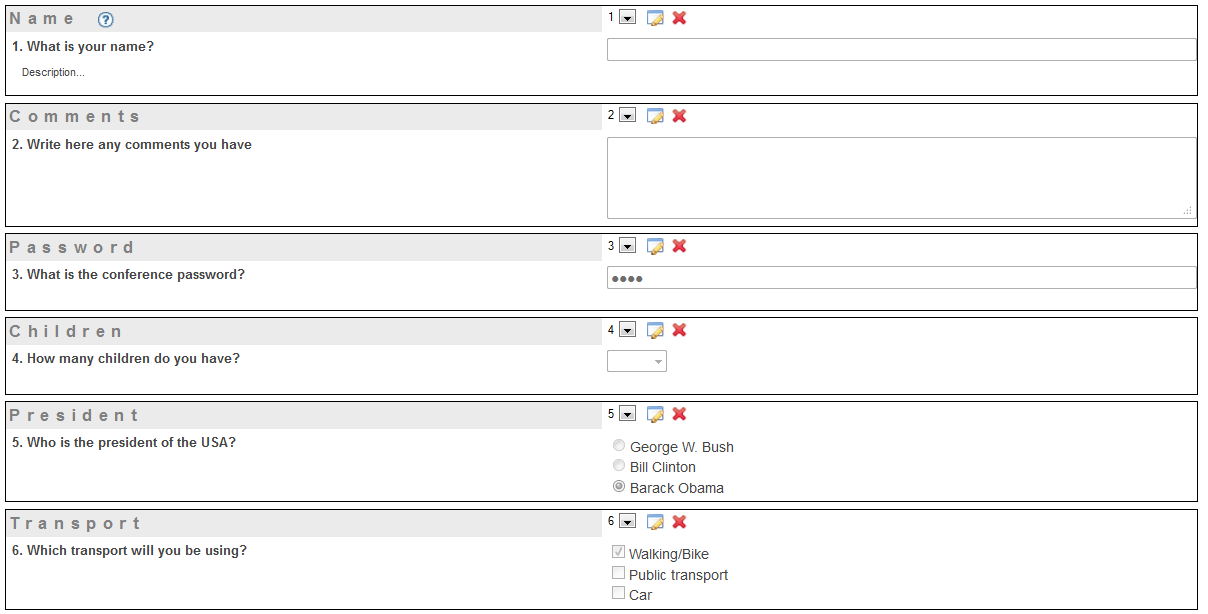 Name 1
1. What is your name?
Description...
Comments 2
2. Write here any comments you have
Password 3
3. What is the conference password?
Children 4
4. How many children do you have?
President 5
5. Who is the president of the USA?
George W. Bush
Bill Clinton
Barack Obama
Transport 6
6. Which transport will you be using?
Walking/Bike
Public transport
Car